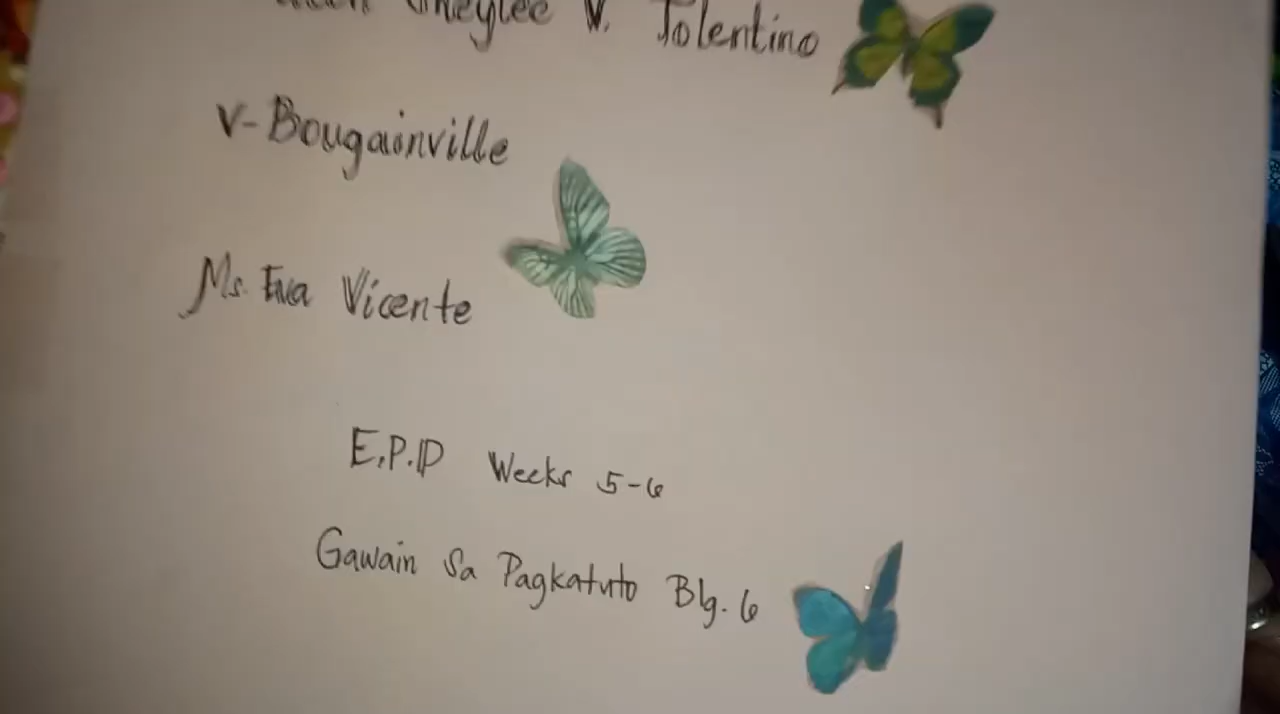 V. Tolentino
V-Bougainville
Ms. Eva Vicente
E.P.P Weeks 5-6
Gawain Sa Pagkatuto Blg. 6